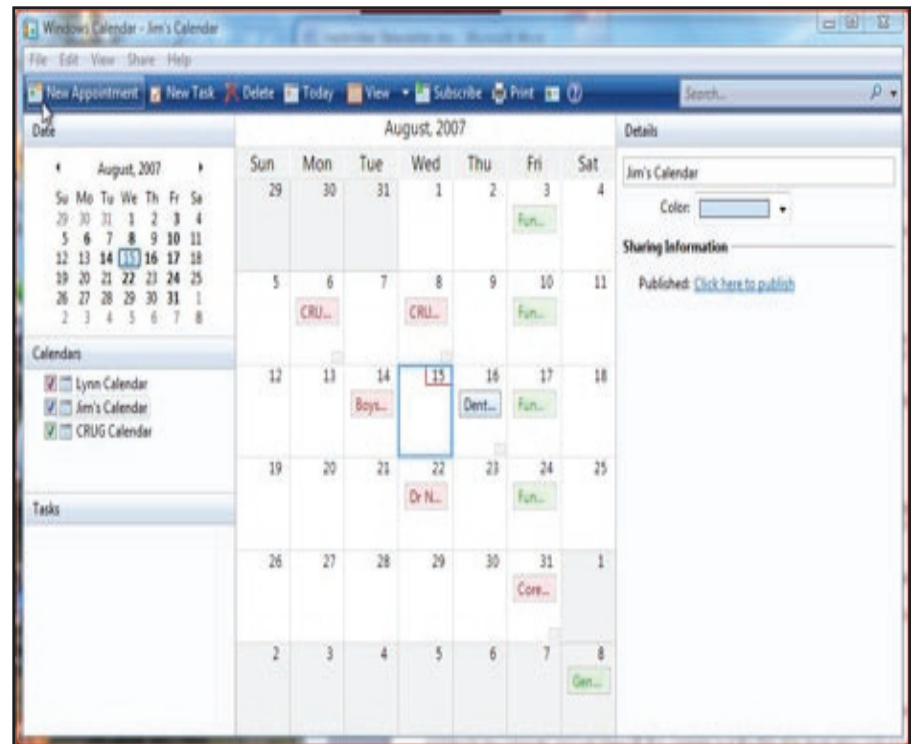 Windows Calendar - Jim's Calendar
File Edit View Share Help
New Appointment New Task Delete Today View Subscribe Print Search...
Date
August, 2007
Su Mo Tu We Th Fr Sa
29 30 31 1 2 3 4
5 6 7 8 9 10 11
12 13 14 15 16 17 18
19 20 21 22 23 24 25
26 27 28 29 30 31 1
2 3 4 5 6 7 8
Calendars
Lynn Calendar
Jim's Calendar
CRUG Calendar
Tasks
August, 2007
Sun Mon Tue Wed Thu Fri Sat
29 30 31 1 2 3 4
Fun...
5 6 7 8 9 10 11
CRU... CRU... Fun...
12 13 14 15 16 17 18
Boys... Dent... Fun...
19 20 21 22 23 24 25
Dr N... Fun...
26 27 28 29 30 31 1
Core...
2 3 4 5 6 7 8
Gen...
Details
Jim's Calendar
Color:
Sharing Information
Published: Click here to publish